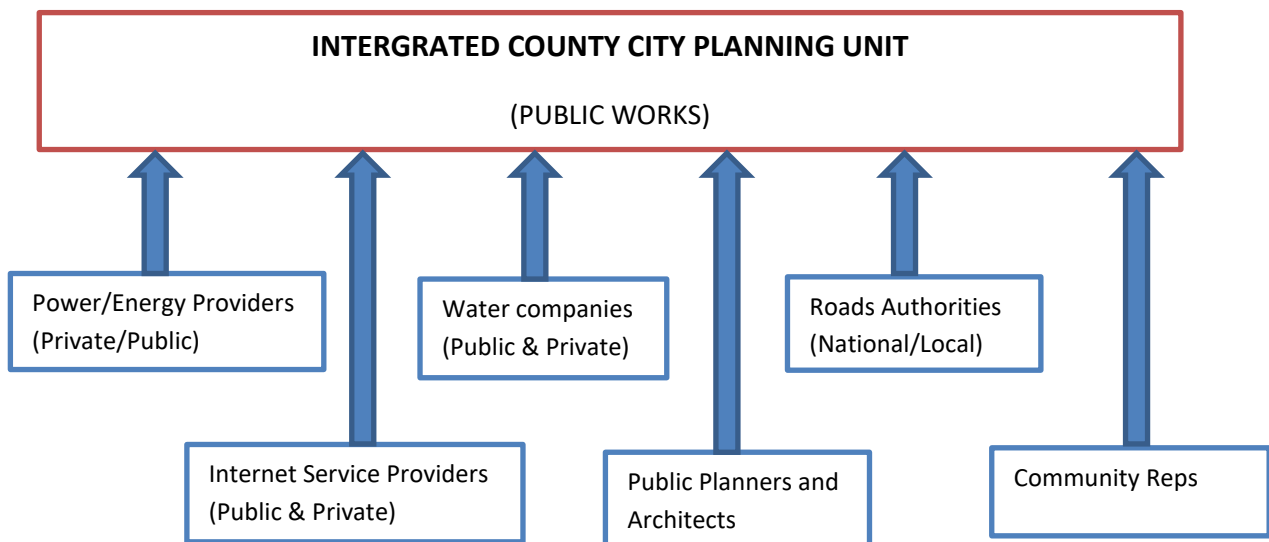 INTERGRATED COUNTY CITY PLANNING UNIT
(PUBLIC WORKS)
Power/Energy Providers
(Private/Public)
Water companies
(Public & Private)
Roads Authorities
(National/Local)
Internet Service Providers
(Public & Private)
Public Planners and
Architects
Community Reps